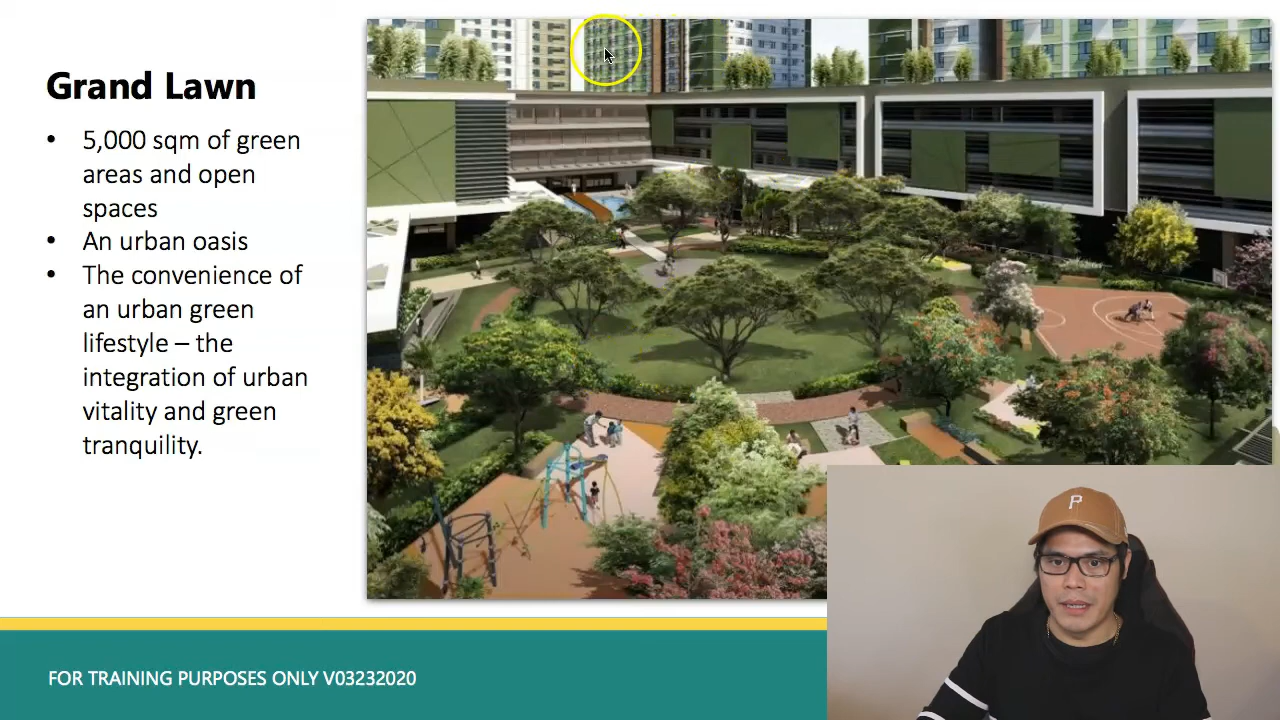 Grand Lawn
• 5,000 sqm of green
areas and open
spaces
• An urban oasis
• The convenience of
an urban green
lifestyle – the
integration of urban
vitality and green
tranquility.
P
FOR TRAINING PURPOSES ONLY V03232020